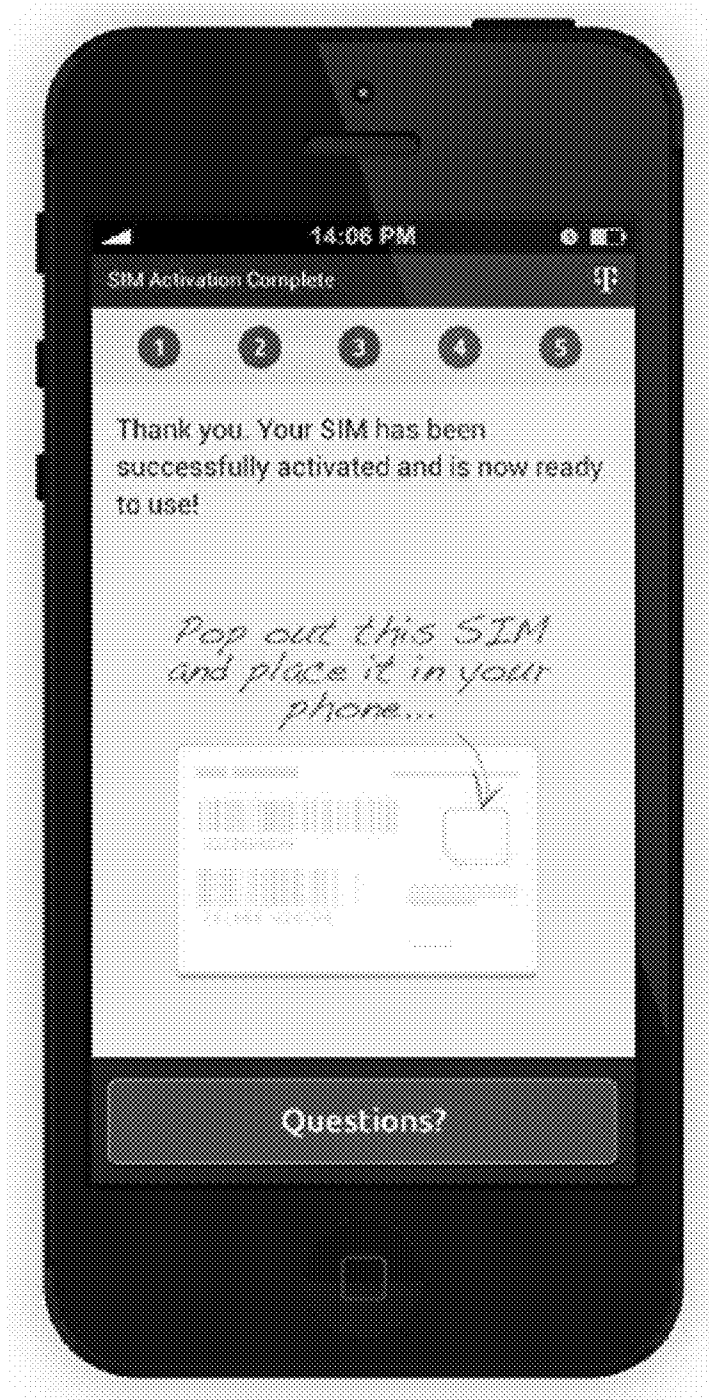 14:06 PM
SIM Activation Complete
1 2 3 4 5
Thank you. Your SIM has been
successfully activated and is now ready
to use!
Pop out this SIM
and place it in your
phone...
Questions?